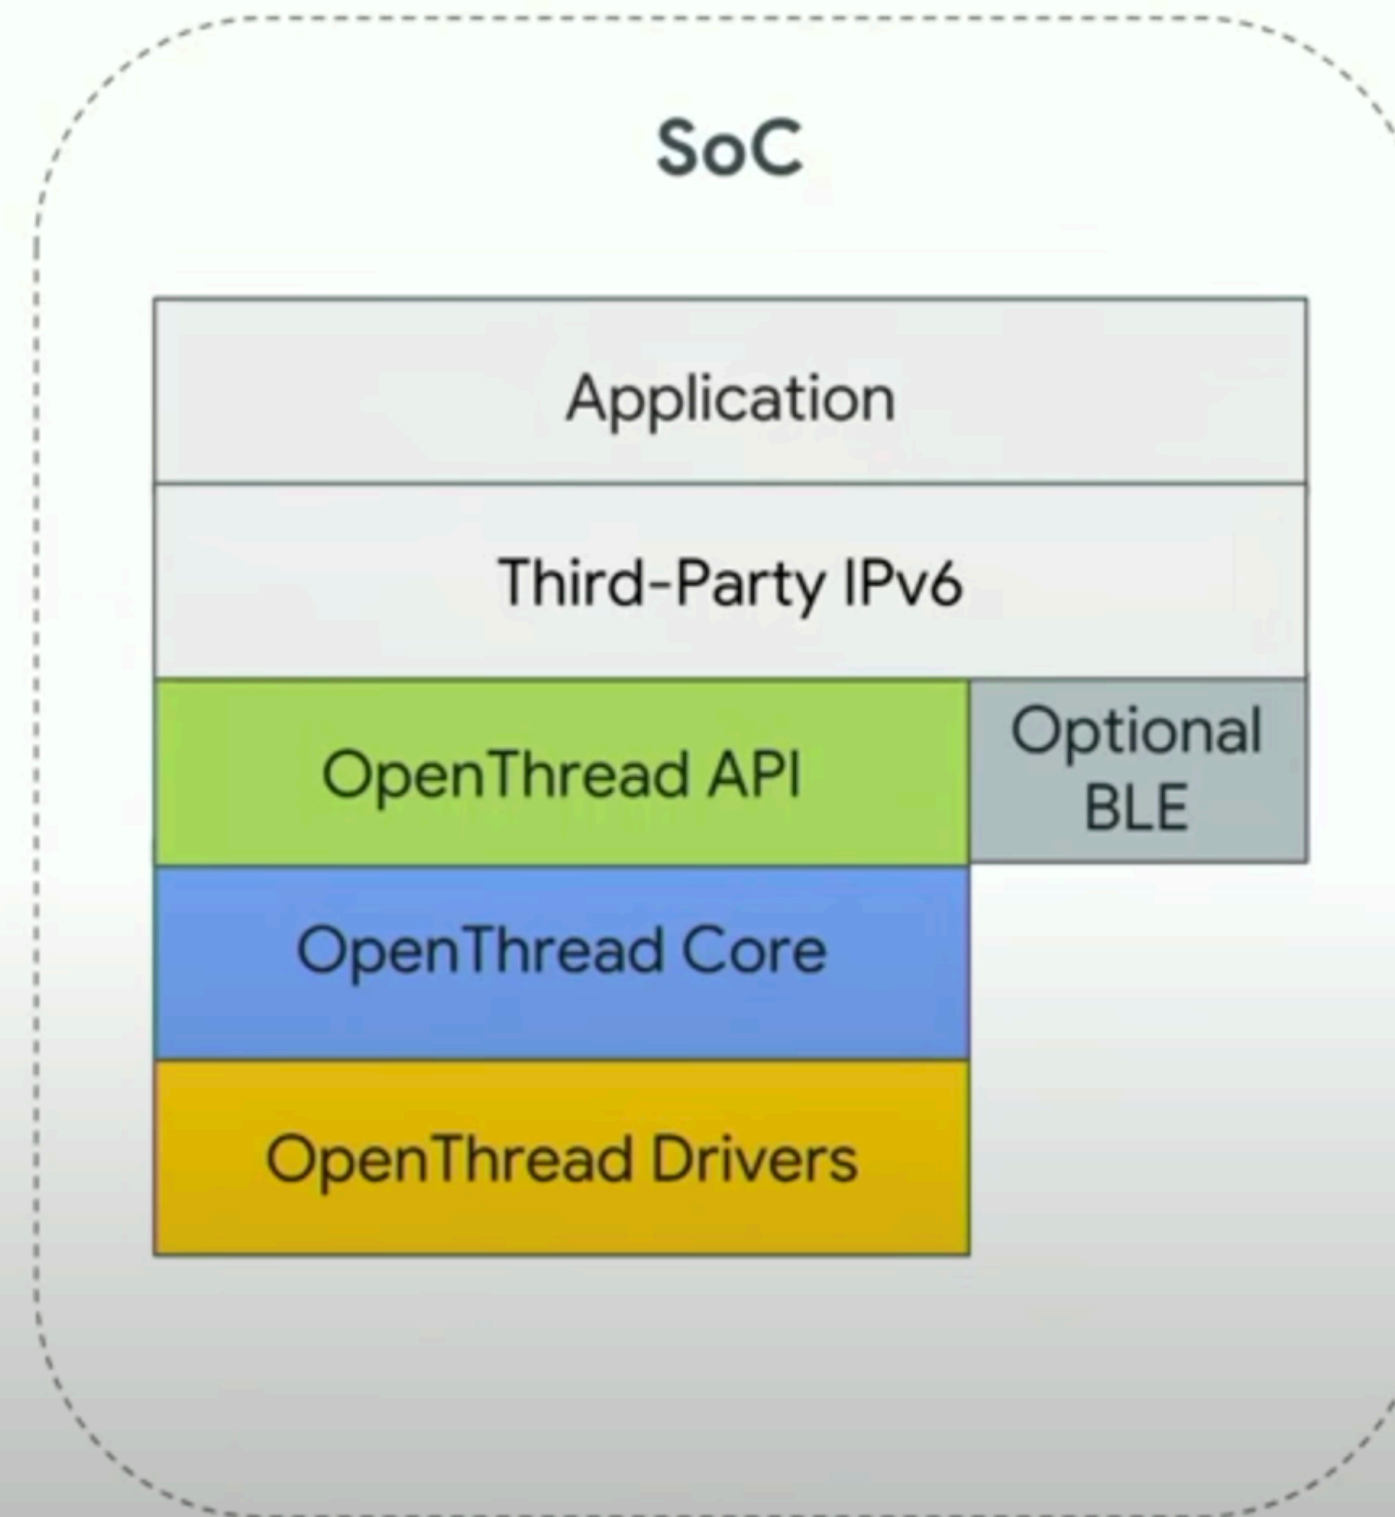 SoC
Application
Third-Party IPv6
OpenThread API
Optional
BLE
OpenThread Core
OpenThread Drivers